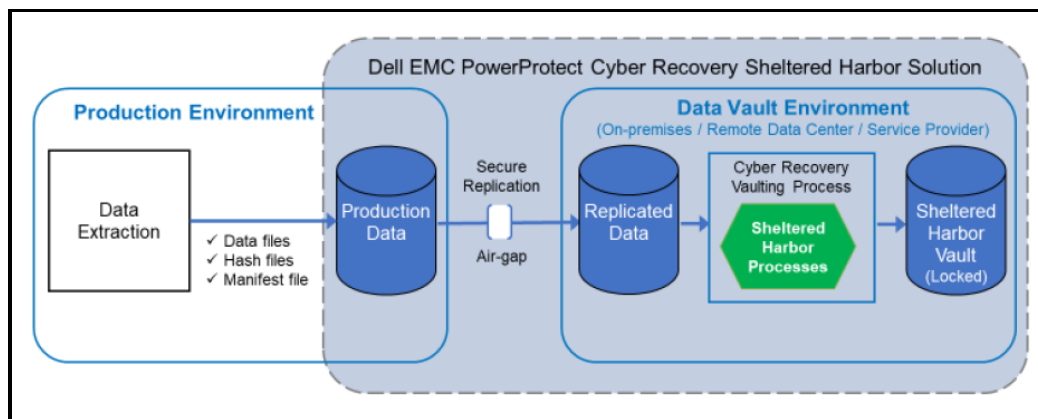 Dell EMC PowerProtect Cyber Recovery Sheltered Harbor Solution
Production Environment
Data Extraction
✓ Data files
✓ Hash files
✓ Manifest file
Production
Data
Secure
Replication
Air-gap
Data Vault Environment
(On-premises / Remote Data Center / Service Provider)
Replicated
Data
Cyber Recovery
Vaulting Process
Sheltered
Harbor
Processes
Sheltered
Harbor
Vault
(Locked)